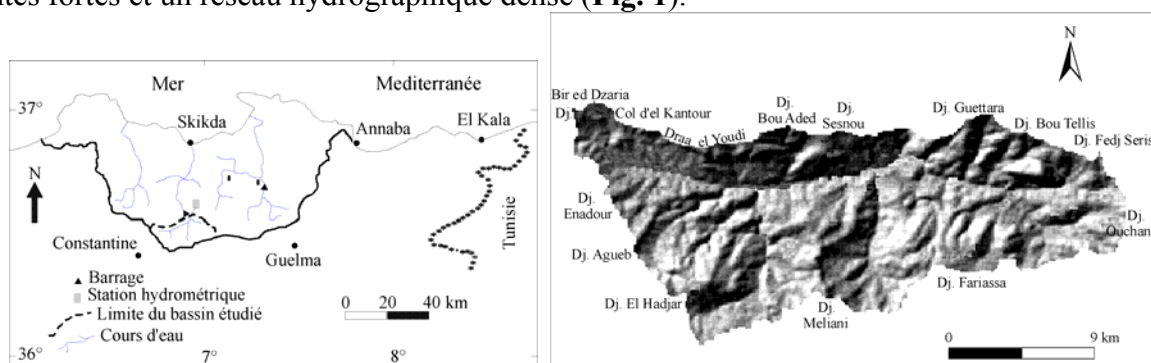 ntes fortes et un réseau hydrographique dense (Fig. 1).
Mer Mediterranée
37°
Skikda
Annaba
El Kala
N
Tunisie
Constantine
Guelma
Barrage
Station hydrométrique
Limite du bassin étudié
Cours d'eau
0 20 40 km
36°
7°
8°
N
Bir ed Dzaria
Dj.
Col d'el Kantour
Draa el Youdi
Dj.
Bou Aded
Dj.
Sesnou
Dj. Guettara
Dj. Bou Tellis
Dj. Fedj Seris
Dj.
Enadour
Dj.
Ouchan
Dj. Agueb
Dj. Fariassa
Dj. El Hadjar
Dj.
Meliani
0 9 km